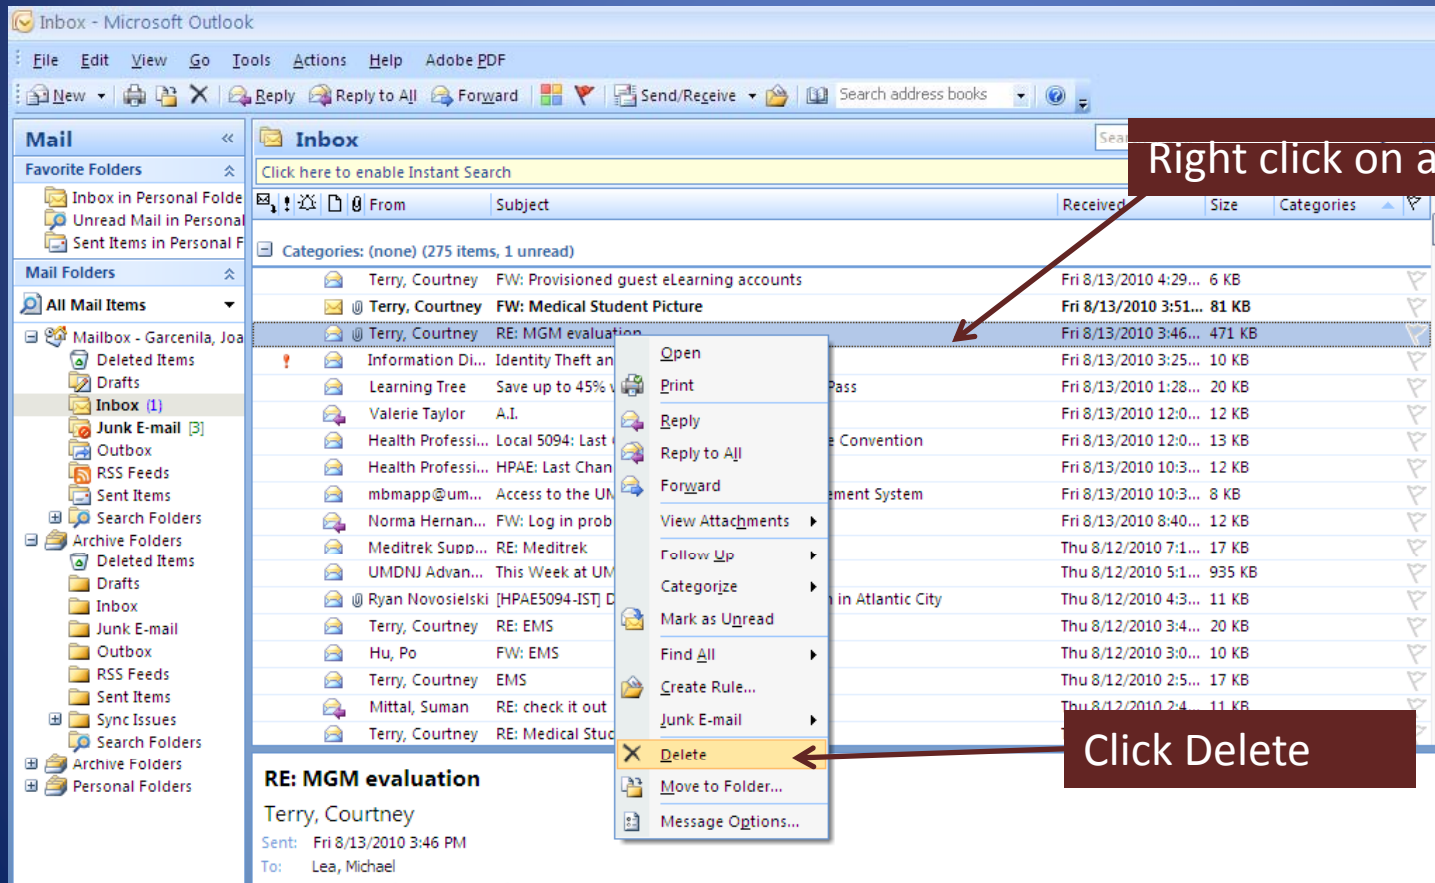 Inbox - Microsoft Outlook
File Edit View Go Tools Actions Help Adobe PDF
New Reply Reply to All Forward Send/Receive Search address books
Mail «
Inbox
Right click on a
Favorite Folders
Click here to enable Instant Search
Inbox in Personal Folde
Unread Mail in Personal
Sent Items in Personal F
From Subject Received Size Categories
Categories: (none) (275 items, 1 unread)
Mail Folders
All Mail Items
Mailbox - Garcenila, Joa
Deleted Items
Drafts
Inbox (1)
Junk E-mail [3]
Outbox
RSS Feeds
Sent Items
Search Folders
Archive Folders
Deleted Items
Drafts
Inbox
Junk E-mail
Outbox
RSS Feeds
Sent Items
Sync Issues
Search Folders
Archive Folders
Personal Folders
Terry, Courtney FW: Provisioned guest eLearning accounts Fri 8/13/2010 4:29... 6 KB
Terry, Courtney FW: Medical Student Picture Fri 8/13/2010 3:51... 81 KB
Terry, Courtney RE: MGM evaluation Fri 8/13/2010 3:46... 471 KB
Information Di... Identity Theft an Fri 8/13/2010 3:25... 10 KB
Learning Tree Save up to 45% Pass Fri 8/13/2010 1:28... 20 KB
Valerie Taylor A.I. Fri 8/13/2010 12:0... 12 KB
Health Professi... Local 5094: Last Convention Fri 8/13/2010 12:0... 13 KB
Health Professi... HPAE: Last Chan Fri 8/13/2010 10:3... 12 KB
mbmapp@um... Access to the UM ement System Fri 8/13/2010 10:3... 8 KB
Norma Hernan... FW: Log in prob Fri 8/13/2010 8:40... 12 KB
Meditrek Supp... RE: Meditrek Thu 8/12/2010 7:1... 17 KB
UMDNJ Advan... This Week at UM Thu 8/12/2010 5:1... 935 KB
Ryan Novosielski [HPAE5094-IST] D in Atlantic City Thu 8/12/2010 4:3... 11 KB
Terry, Courtney RE: EMS Thu 8/12/2010 3:4... 20 KB
Hu, Po FW: EMS Thu 8/12/2010 3:0... 10 KB
Terry, Courtney EMS Thu 8/12/2010 2:5... 17 KB
Mittal, Suman RE: check it out Thu 8/12/2010 2:4... 11 KB
Terry, Courtney RE: Medical Stud
Open
Print
Reply
Reply to All
Forward
View Attachments
Follow Up
Categorize
Mark as Unread
Find All
Create Rule...
Junk E-mail
Delete
Move to Folder...
Message Options...
Click Delete
RE: MGM evaluation
Terry, Courtney
Sent: Fri 8/13/2010 3:46 PM
To: Lea, Michael